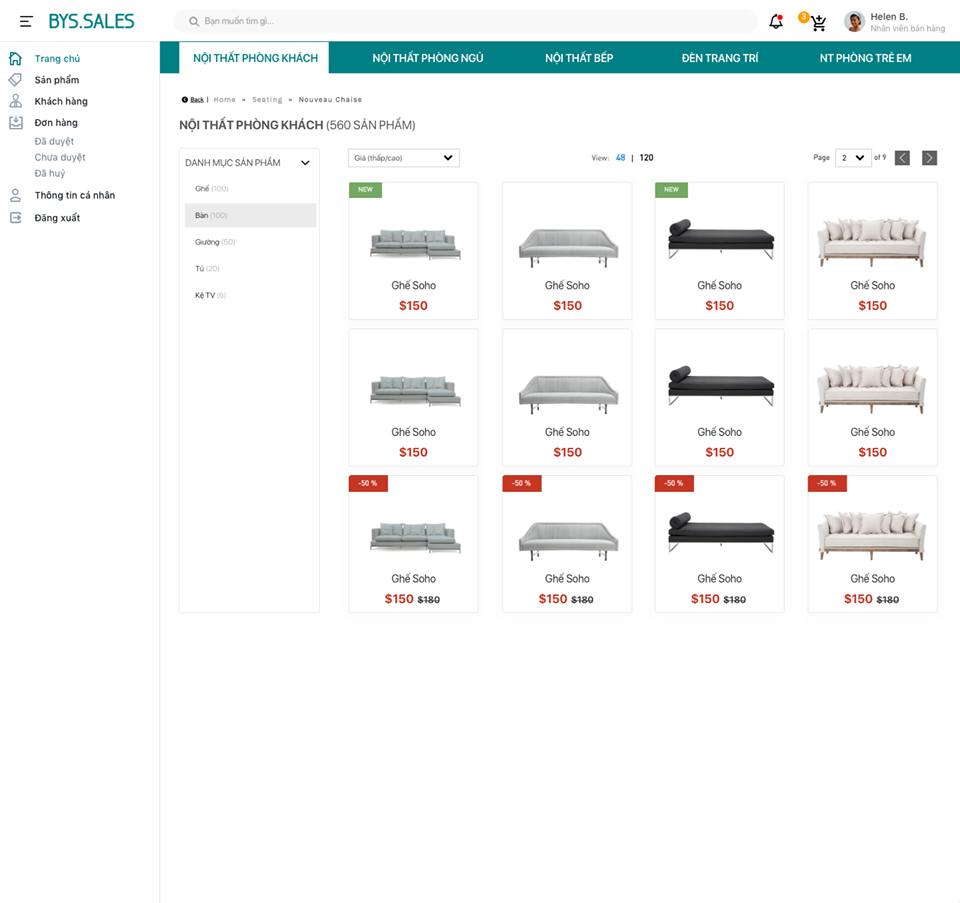 BYS.SALES
Bạn muốn tìm gì...
3
Helen B.
Nhân viên bán hàng
Trang chủ
Sản phẩm
Khách hàng
Đơn hàng
Đã duyệt
Chưa duyệt
Đã huỷ
Thông tin cá nhân
Đăng xuất
NỘI THẤT PHÒNG KHÁCH
NỘI THẤT PHÒNG NGỦ
NỘI THẤT BẾP
ĐÈN TRANG TRÍ
NT PHÒNG TRẺ EM
Back | Home » Seating » Nouveau Chaise
NỘI THẤT PHÒNG KHÁCH (560 SẢN PHẨM)
DANH MỤC SẢN PHẨM
Ghế (100)
Bàn (100)
Giường (50)
Tủ (20)
Kệ TV (6)
Giá (thấp/cao)
View: 48 | 120
Page 2 of 9
NEW
NEW
Ghế Soho
$150
Ghế Soho
$150
Ghế Soho
$150
Ghế Soho
$150
Ghế Soho
$150
Ghế Soho
$150
Ghế Soho
$150
Ghế Soho
$150
-50 %
-50 %
-50 %
-50 %
Ghế Soho
$150 $180
Ghế Soho
$150 $180
Ghế Soho
$150 $180
Ghế Soho
$150 $180